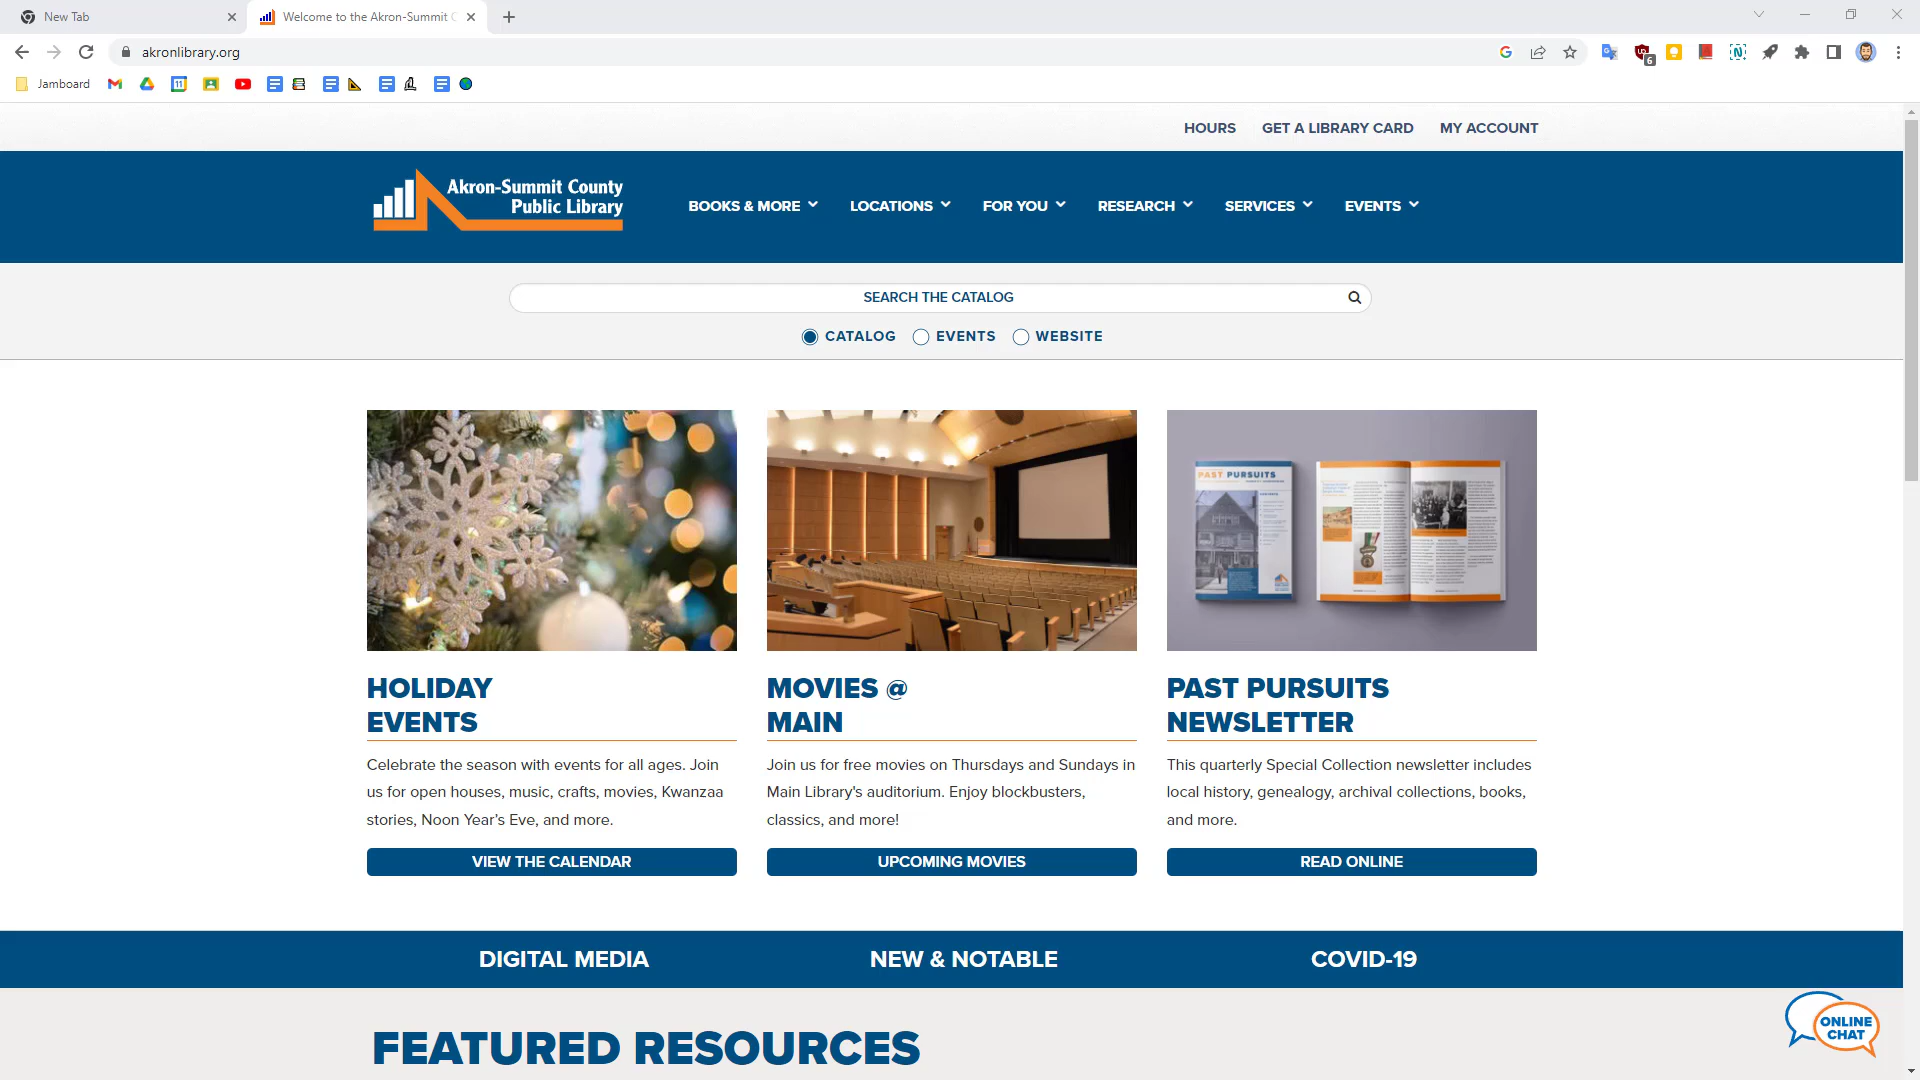 New Tab
Welcome to the Akron-Summit C
akronlibrary.org
6
Jamboard
11
HOURS GET A LIBRARY CARD MY ACCOUNT
Akron-Summit County
Public Library
BOOKS & MORE LOCATIONS FOR YOU RESEARCH SERVICES EVENTS
SEARCH THE CATALOG
CATALOG EVENTS WEBSITE
PAST PURSUITS
HOLIDAY
EVENTS
Celebrate the season with events for all ages. Join
us for open houses, music, crafts, movies, Kwanzaa
stories, Noon Year's Eve, and more.
VIEW THE CALENDAR
MOVIES @
MAIN
Join us for free movies on Thursdays and Sundays in
Main Library's auditorium. Enjoy blockbusters,
classics, and more!
UPCOMING MOVIES
PAST PURSUITS
NEWSLETTER
This quarterly Special Collection newsletter includes
local history, genealogy, archival collections, books,
and more.
READ ONLINE
DIGITAL MEDIA NEW & NOTABLE COVID-19
FEATURED RESOURCES
ONLINE
CHAT